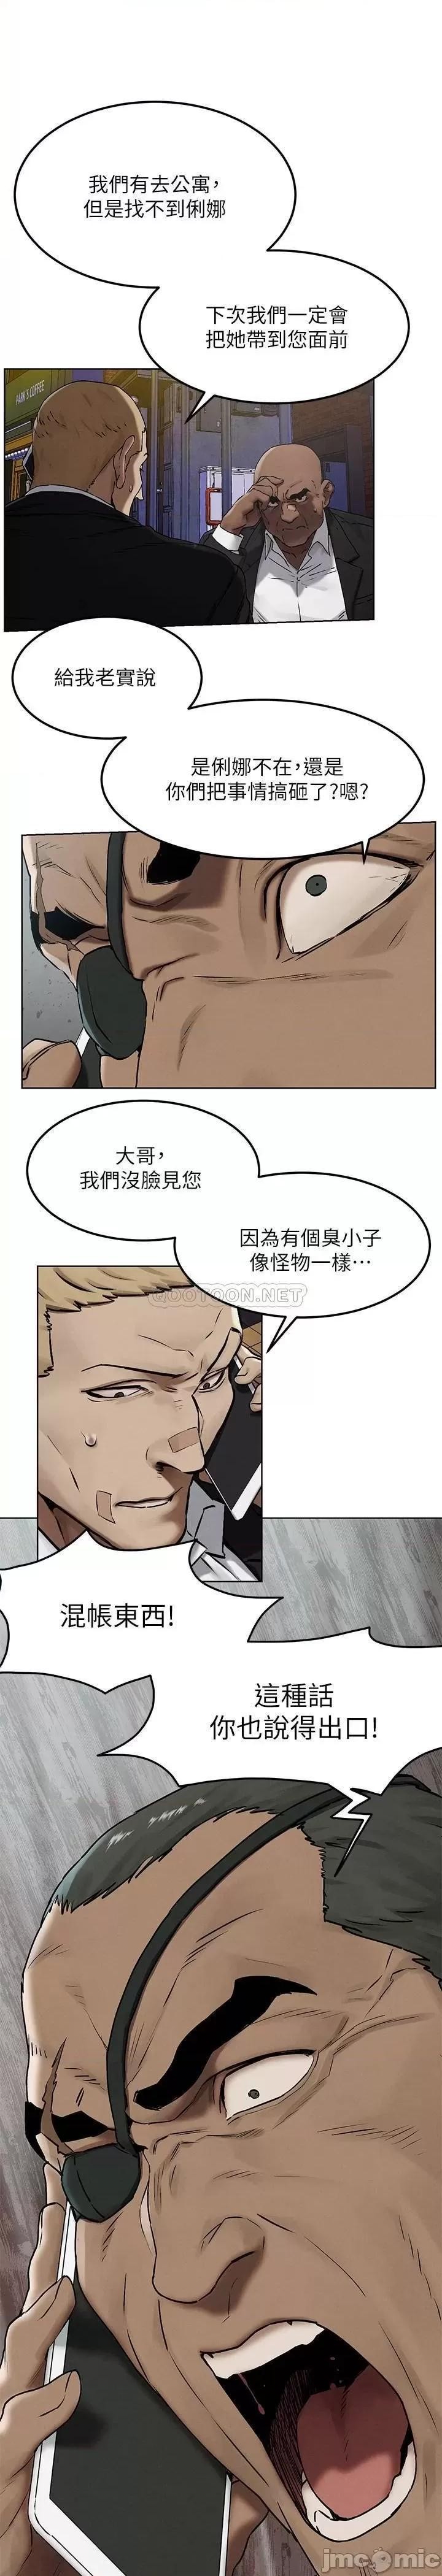 我們有去公寓，
但是找不到俐娜
下次我們一定會
把她帶到您面前
PARK'S COFFEE
給我老實說
是俐娜不在，還是
你們把事情搞砸了？嗯？
大哥，
我們沒臉見您
因為有個臭小子
像怪物一樣…
GOOTOON.NET
混帳東西！
這種話
你也說得出口！
jmcomic